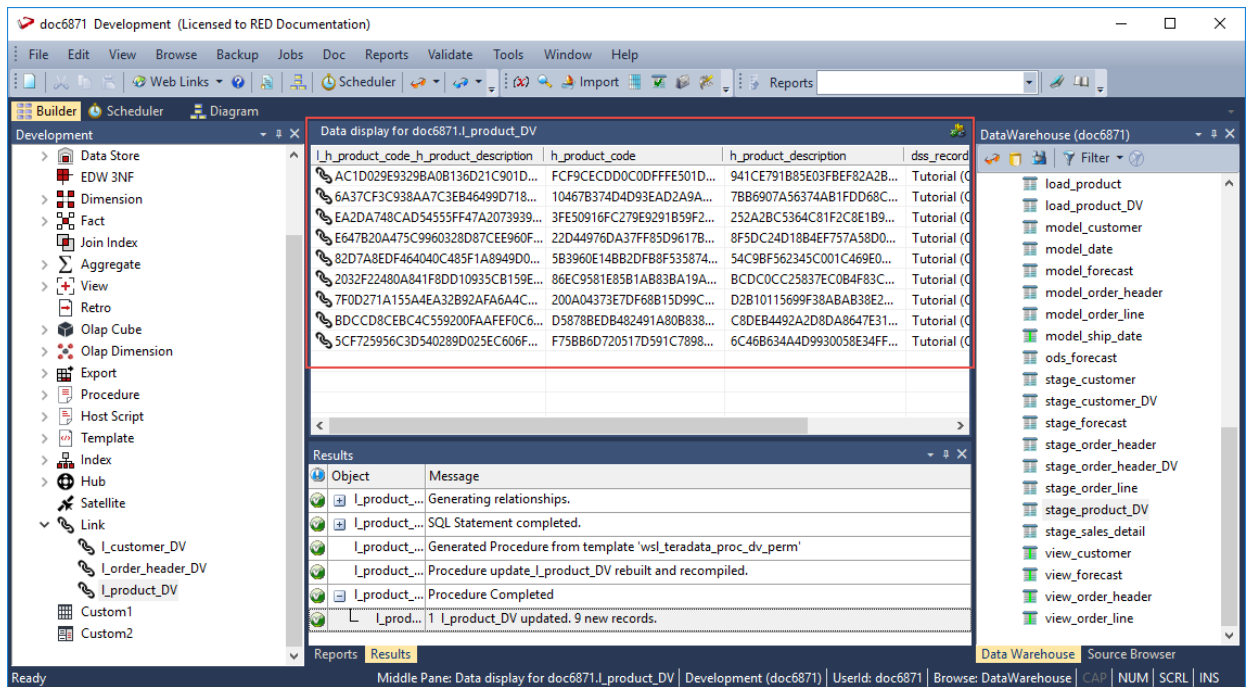 doc6871 Development (Licensed to RED Documentation)
File Edit View Browse Backup Jobs Doc Reports Validate Tools Window Help
Web Links Scheduler (x) Import Reports
Builder Scheduler Diagram
Development
Data Store
EDW 3NF
Dimension
Fact
Join Index
Aggregate
View
Retro
Olap Cube
Olap Dimension
Export
Procedure
Host Script
Template
Index
Hub
Satellite
Link
l_customer_DV
l_order_header_DV
l_product_DV
Custom1
Custom2
Data display for doc6871.l_product_DV
l_h_product_code_h_product_description h_product_code h_product_description dss_record
AC1D029E9329BA0B136D21C901D... FCF9CECDD0C0DFFFE501D... 941CE791B85E03FBEF82A2B... Tutorial (C
6A37CF3C938AA7C3EB46499D718... 10467B374D4D93EAD2A9A... 7BB6907A56374AB1FDD68C... Tutorial (C
EA2DA748CAD54555FF47A2073939... 3FE50916FC279E9291B59F2... 252A2BC5364C81F2C8E1B9... Tutorial (C
E647B20A475C9960328D87CEE960F... 22D44976DA37FF85D9617B... 8F5DC24D18B4EF757A58D0... Tutorial (C
82D7A8EDF464040C485F1A8949D0... 5B3960E14BB2DFB8F535874... 54C9BF562345C001C469E0... Tutorial (C
2032F22480A841F8DD10935CB159E... 86EC9581E85B1AB83BA19A... BCDC0CC25837EC0B4F83C... Tutorial (C
7F0D271A155A4EA32B92AFA6A4C... 200A04373E7DF68B15D99C... D2B10115699F38ABAB38E2... Tutorial (C
BDCCD8CEBC4C559200FAAFEF0C6... D5878BEDB482491A80B838... C8DEB4492A2D8DA8647E31... Tutorial (C
5CF725956C3D540289D025EC606F... F75BB6D720517D591C7898... 6C46B634A4D9930058E34FF... Tutorial (C
Results
Object Message
l_product_... Generating relationships.
l_product_... SQL Statement completed.
l_product_... Generated Procedure from template 'wsl_teradata_proc_dv_perm'
l_product_... Procedure update_l_product_DV rebuilt and recompiled.
l_product_... Procedure Completed
l_prod... 1 l_product_DV updated. 9 new records.
Reports Results
DataWarehouse (doc6871)
Filter
load_product
load_product_DV
model_customer
model_date
model_forecast
model_order_header
model_order_line
model_ship_date
ods_forecast
stage_customer
stage_customer_DV
stage_forecast
stage_order_header
stage_order_header_DV
stage_order_line
stage_product_DV
stage_sales_detail
view_customer
view_forecast
view_order_header
view_order_line
Data Warehouse Source Browser
Ready Middle Pane: Data display for doc6871.l_product_DV Development (doc6871) UserId: doc6871 Browse: DataWarehouse CAP NUM SCRL INS